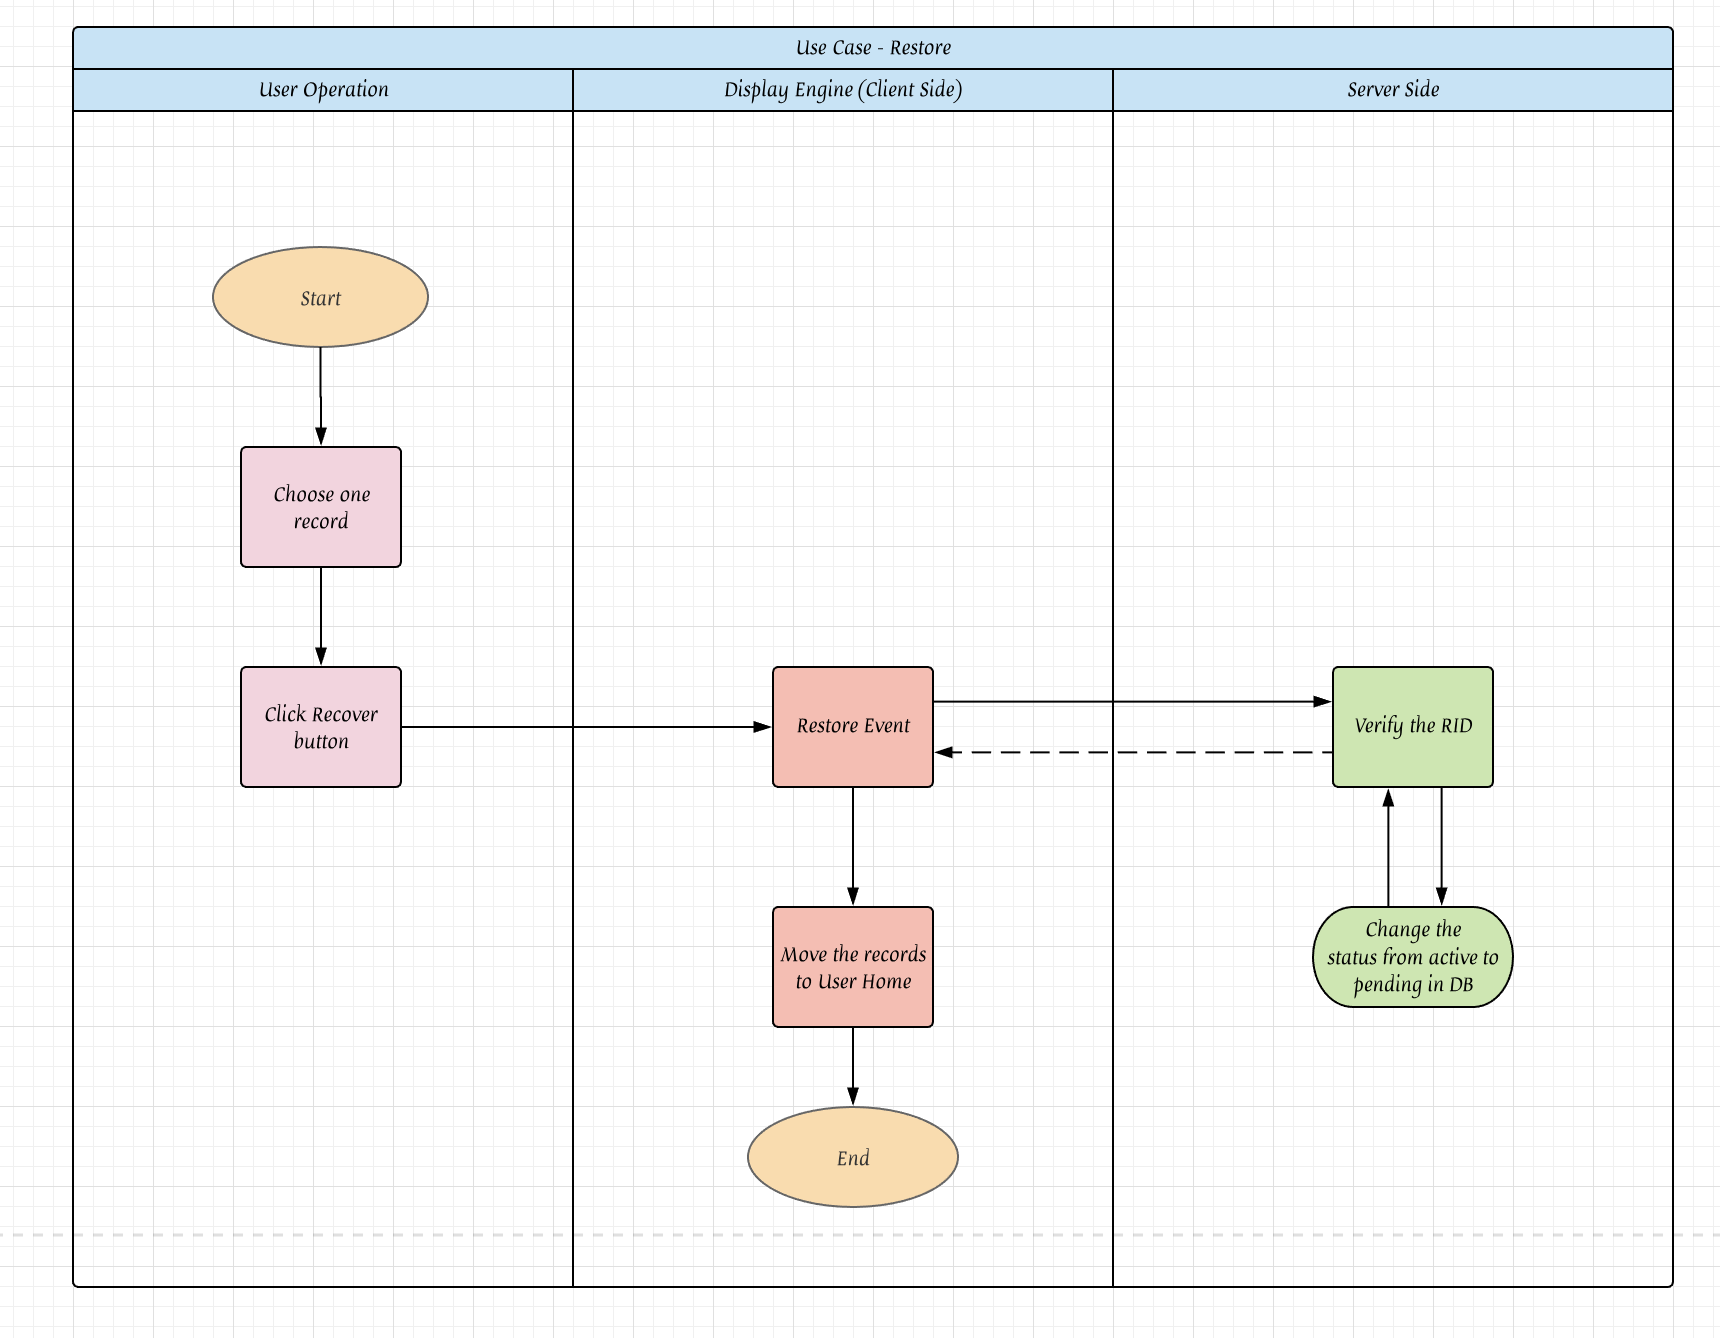 Use Case - Restore
User Operation
Display Engine (Client Side)
Server Side
Start
Choose one
record
Click Recover
button
Restore Event
Verify the RID
Move the records
to User Home
Change the
status from active to
pending in DB
End